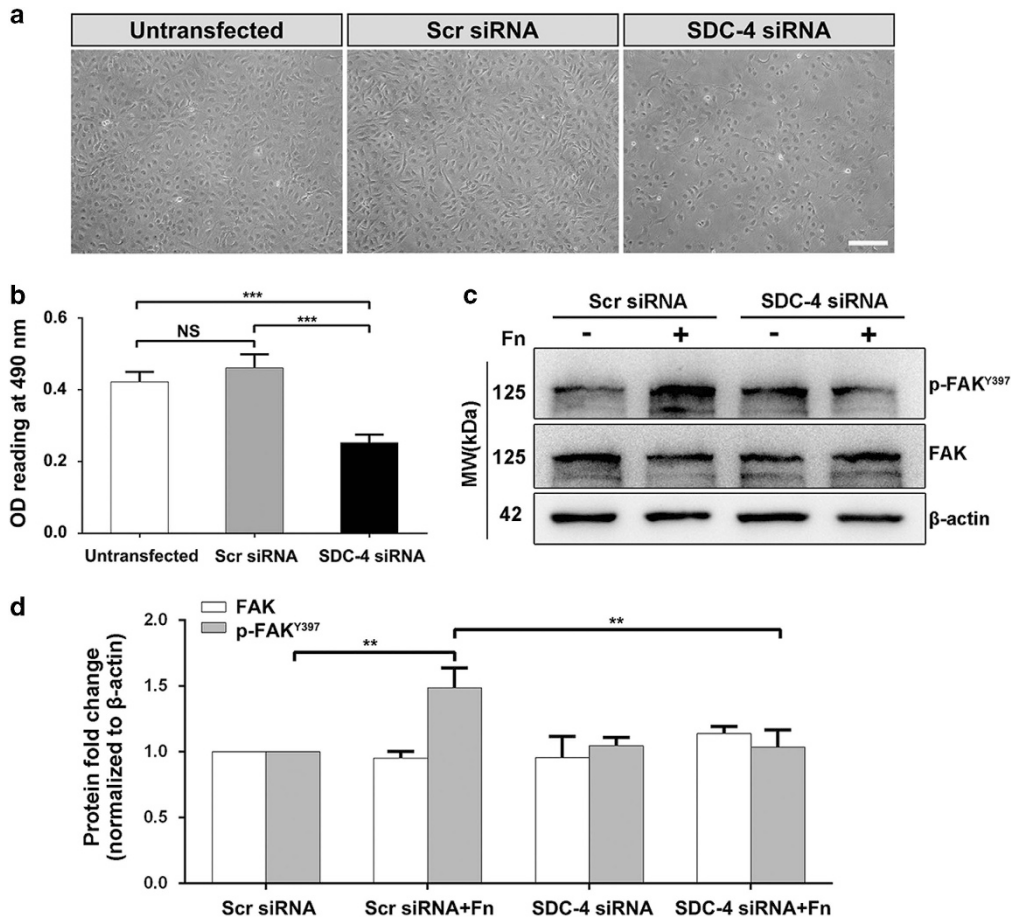 a
Untransfected Scr siRNA SDC-4 siRNA
b
*** 
NS ***
OD reading at 490 nm
0.6
0.4
0.2
0.0
Untransfected Scr siRNA SDC-4 siRNA
c
Scr siRNA SDC-4 siRNA
Fn - + - +
MW(kDa)
125 p-FAKY397
125 FAK
42 β-actin
d
FAK
p-FAKY397
** **
Protein fold change
(normalized to β-actin)
2.0
1.5
1.0
0.5
0.0
Scr siRNA Scr siRNA+Fn SDC-4 siRNA SDC-4 siRNA+Fn